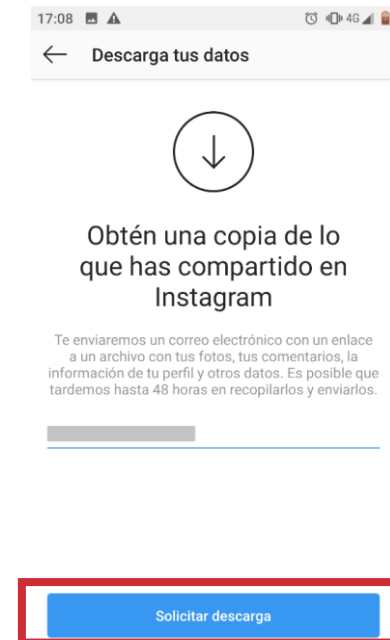 17:08 4G
Descarga tus datos
Obtén una copia de lo
que has compartido en
Instagram
Te enviaremos un correo electrónico con un enlace
a un archivo con tus fotos, tus comentarios, la
información de tu perfil y otros datos. Es posible que
tardemos hasta 48 horas en recopilarlos y enviarlos.
Solicitar descarga